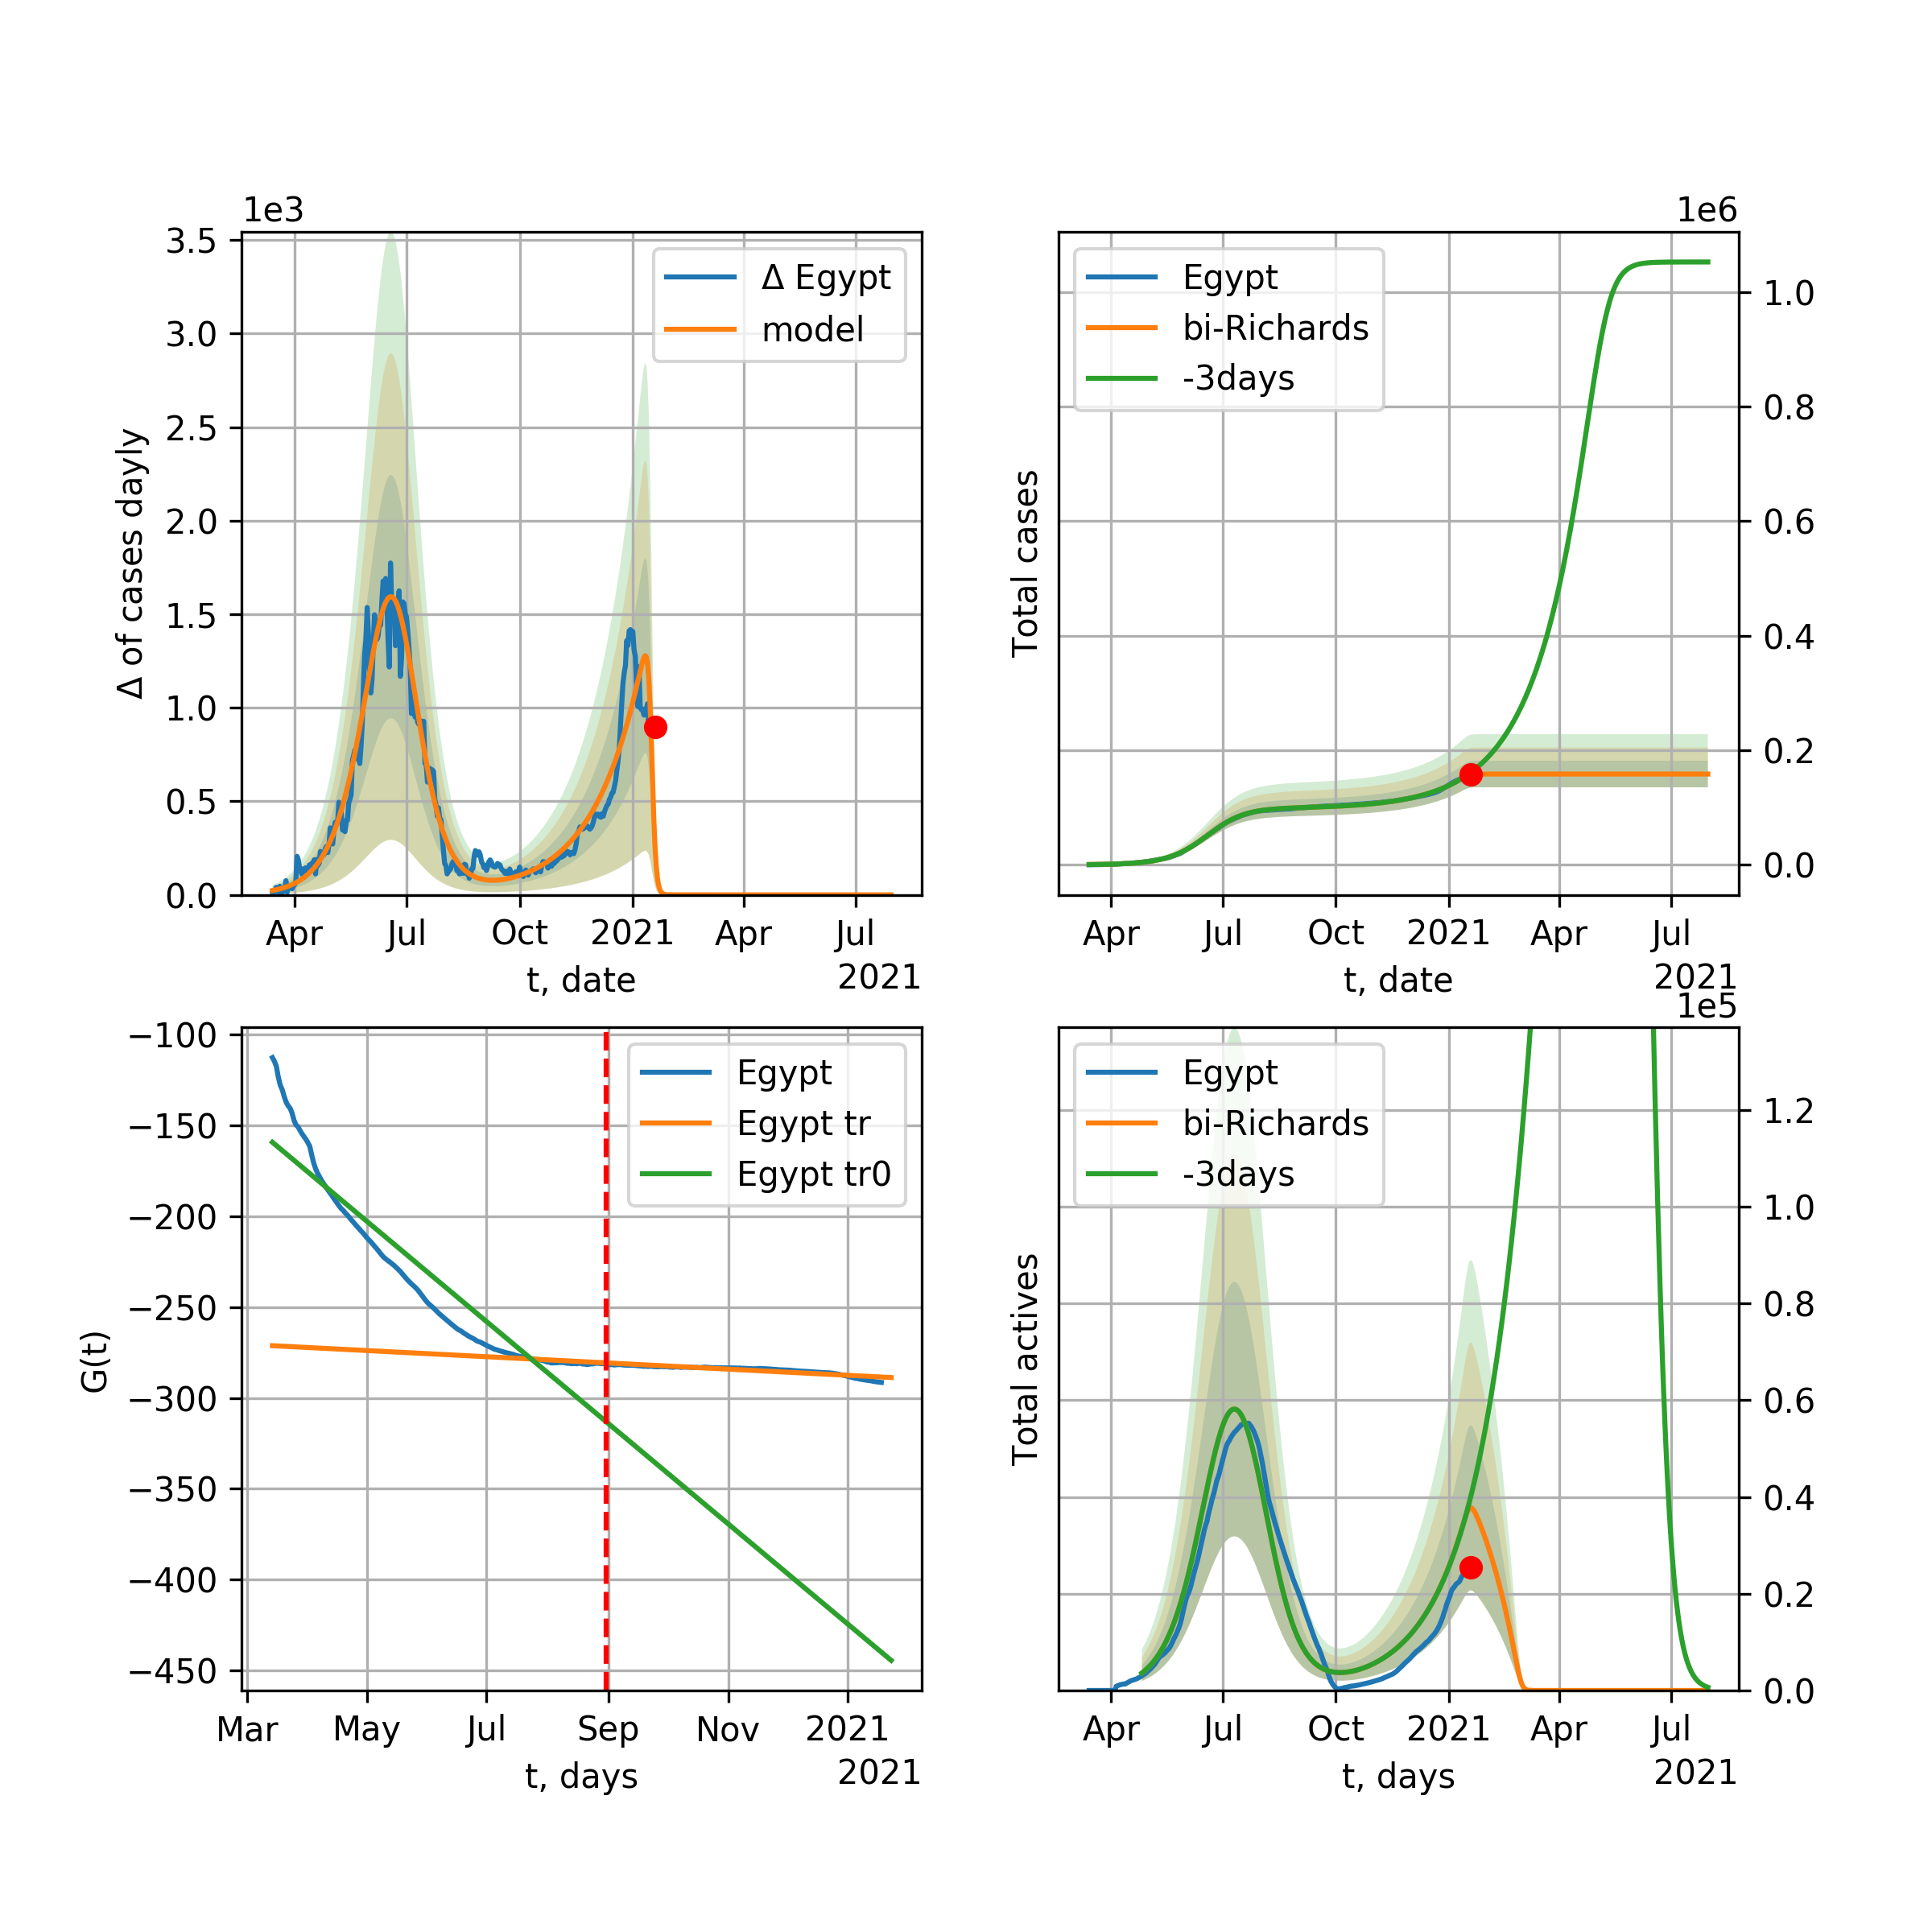 1e3
3.5
3.0
2.5
2.0
1.5
1.0
0.5
0.0
Δ of cases dayly
Δ Egypt
model
Apr Jul Oct 2021 Apr Jul
t, date
2021
1e6
Egypt
bi-Richards
-3days
Total cases
1.0
0.8
0.6
0.4
0.2
0.0
Apr Jul Oct 2021 Apr Jul
t, date
2021
−100
−150
−200
−250
−300
−350
−400
−450
G(t)
Egypt
Egypt tr
Egypt tr0
Mar May Jul Sep Nov 2021
t, days
2021
1e5
Egypt
bi-Richards
-3days
Total actives
1.2
1.0
0.8
0.6
0.4
0.2
0.0
Apr Jul Oct 2021 Apr Jul
t, days
2021